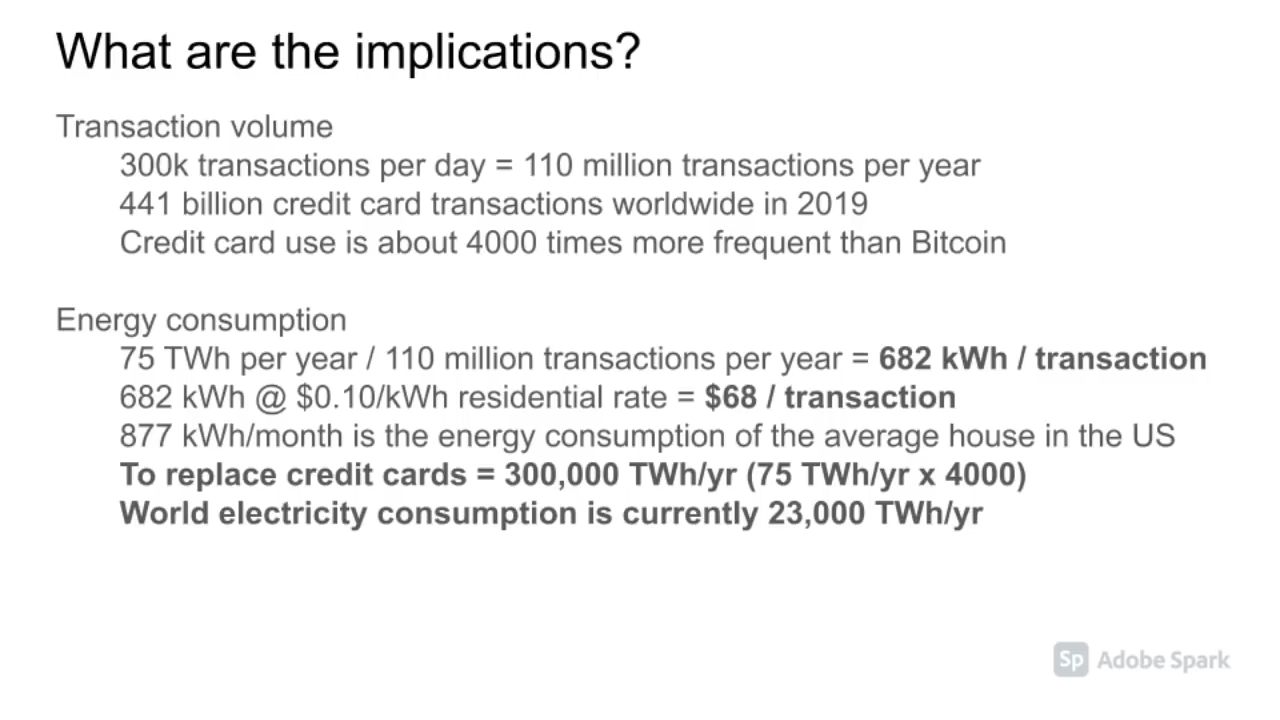 What are the implications?
Transaction volume
300k transactions per day = 110 million transactions per year
441 billion credit card transactions worldwide in 2019
Credit card use is about 4000 times more frequent than Bitcoin
Energy consumption
75 TWh per year / 110 million transactions per year = 682 kWh / transaction
682 kWh @ $0.10/kWh residential rate = $68 / transaction
877 kWh/month is the energy consumption of the average house in the US
To replace credit cards = 300,000 TWh/yr (75 TWh/yr x 4000)
World electricity consumption is currently 23,000 TWh/yr
Sp Adobe Spark